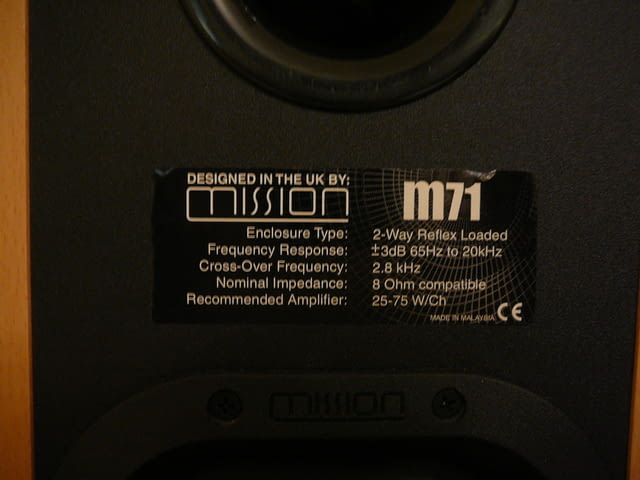 DESIGNED IN THE UK BY:
mission
m71
Enclosure Type: 2-Way Reflex Loaded
Frequency Response: ±3dB 65Hz to 20kHz
Cross-Over Frequency: 2.8 kHz
Nominal Impedance: 8 Ohm compatible
Recommended Amplifier: 25-75 W/Ch
MADE IN MALAYSIA CE
mission